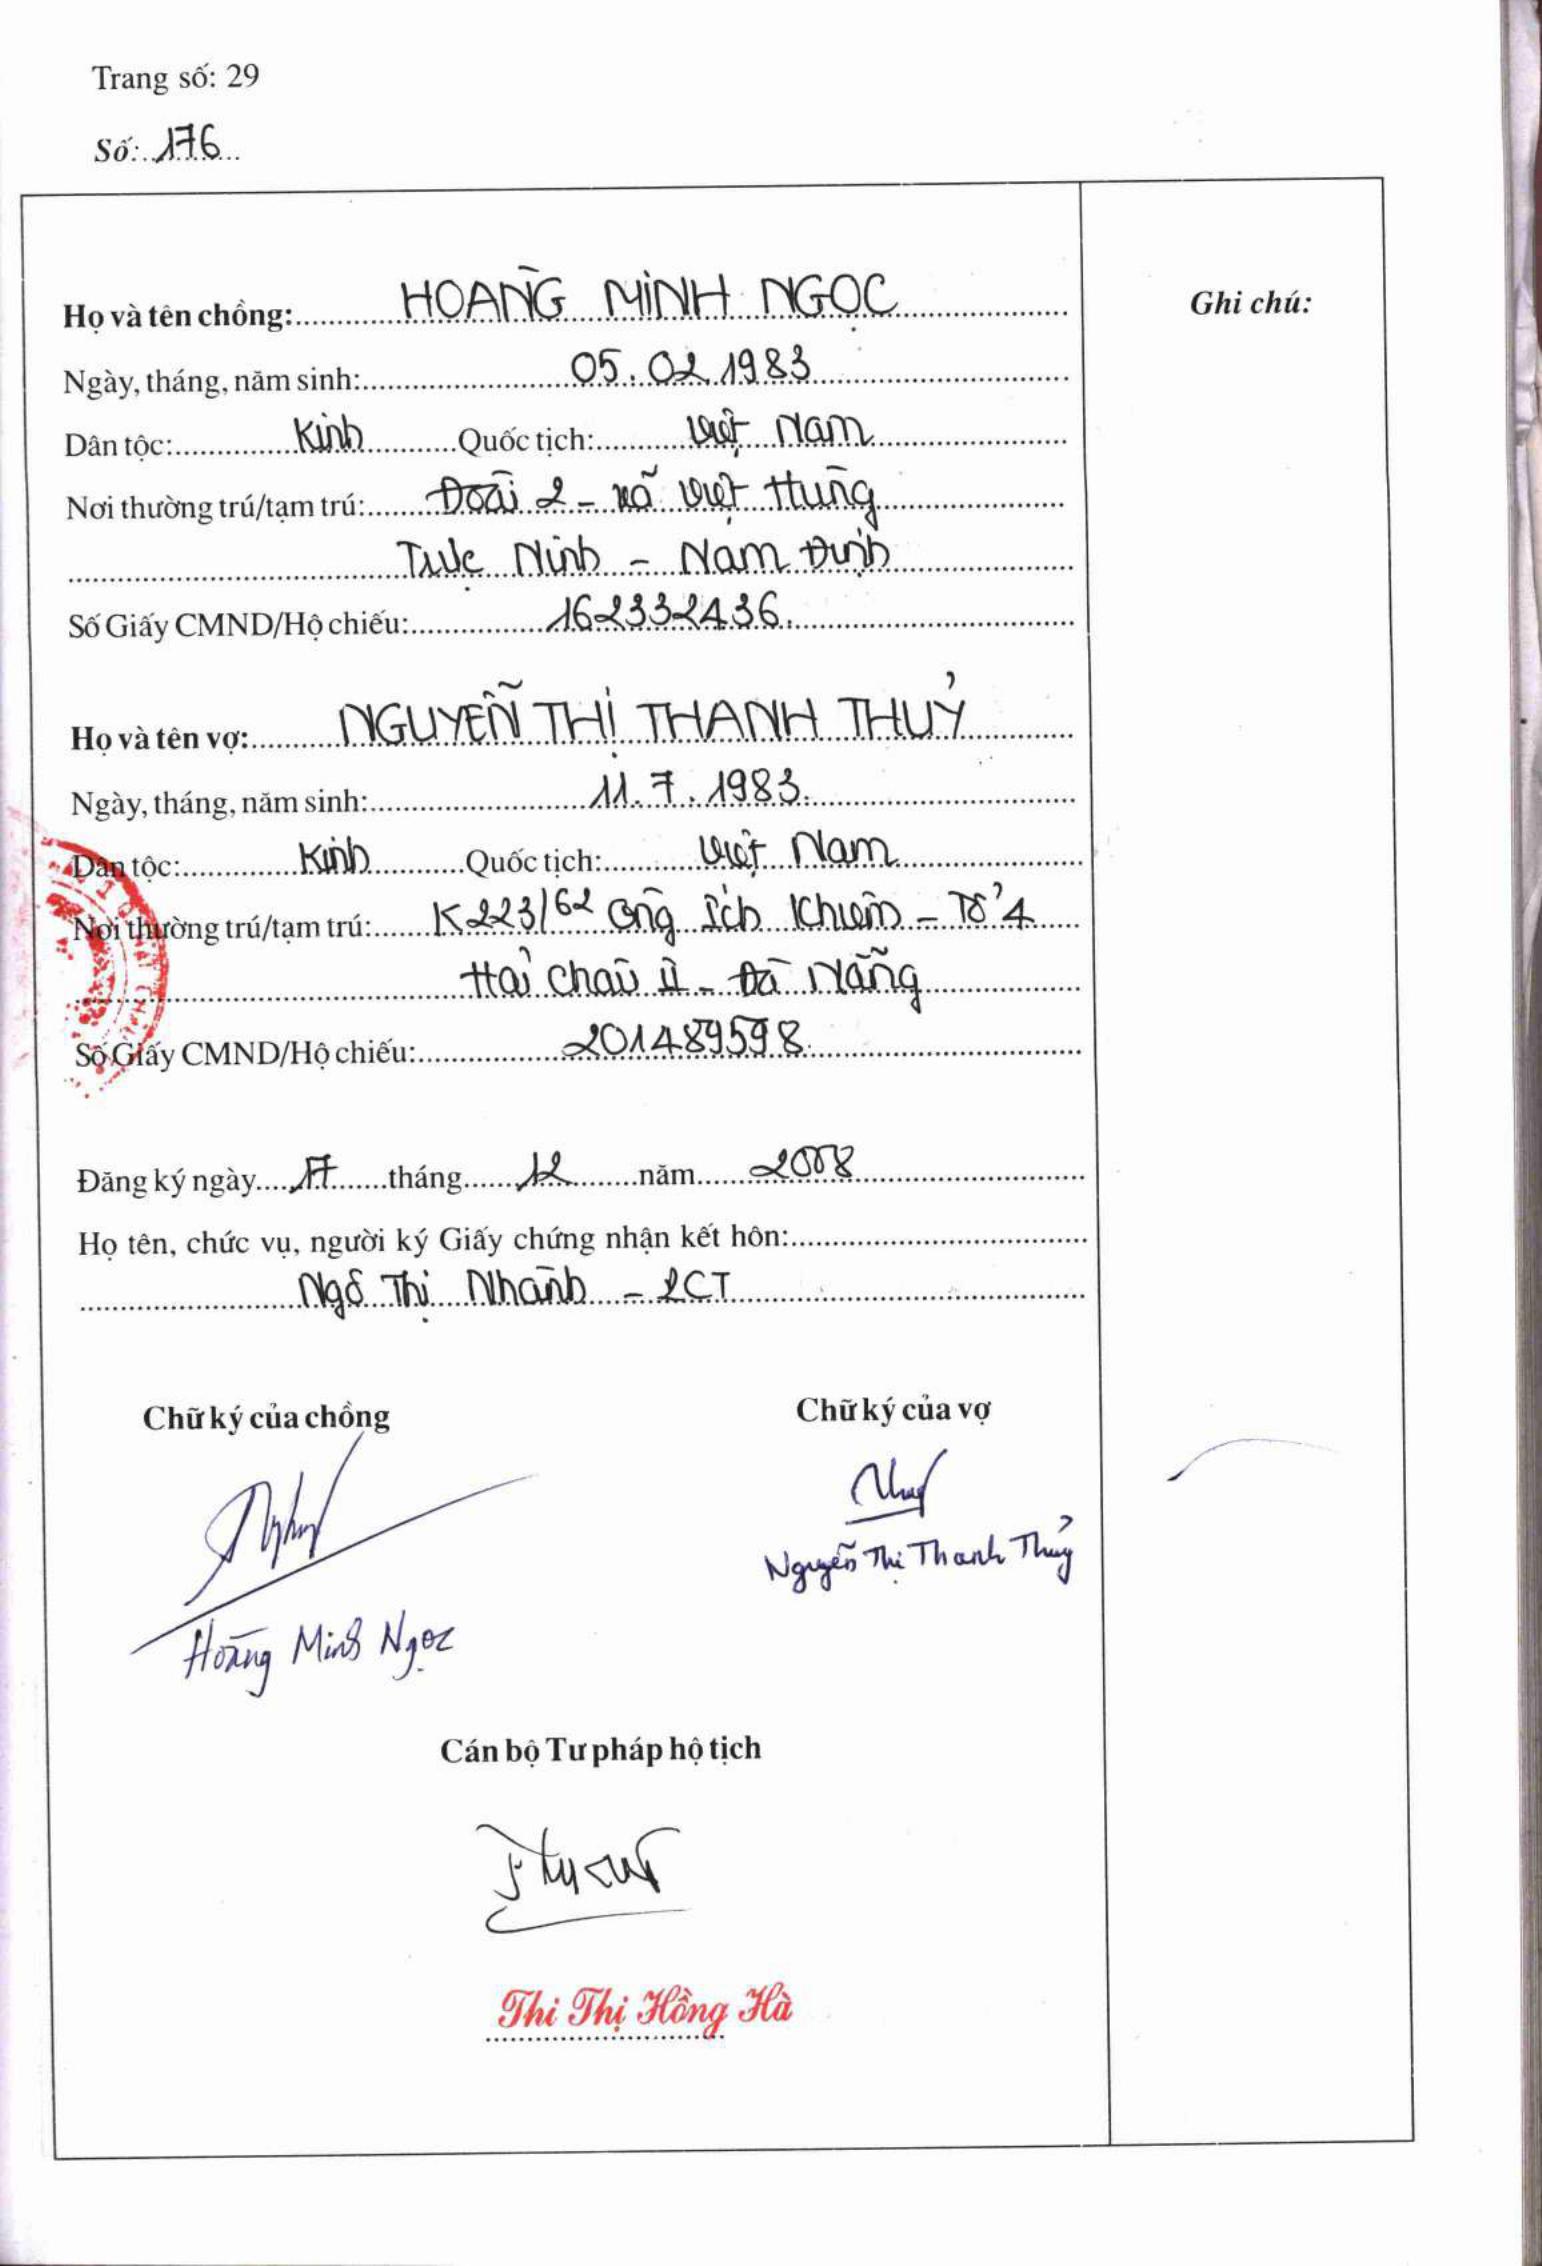 Trang số: 29
Số: 176
Họ và tên chồng: HOÀNG MINH NGỌC
Ghi chú:
Ngày, tháng, năm sinh: 05.02.1983
Dân tộc: Kinh Quốc tịch: Việt Nam
Nơi thường trú/tạm trú: Đoài 2 - xã Việt Hùng
Trực Ninh - Nam Định
Số Giấy CMND/Hộ chiếu: 162332436.
Họ và tên vợ: NGUYỄN THỊ THANH THUỶ
Ngày, tháng, năm sinh: 11.7.1983.
Dân tộc: Kinh Quốc tịch: Việt Nam
Nơi thường trú/tạm trú: K223/62 Ông Ích Khiêm - Tổ 4
Hải Châu II - Đà Nẵng
Số Giấy CMND/Hộ chiếu: 201489598.
Đăng ký ngày 17 tháng 12 năm 2008
Họ tên, chức vụ, người ký Giấy chứng nhận kết hôn:
Ngô Thị Nhành - PCT
Chữ ký của chồng
Chữ ký của vợ
Nguyễn Thị Thanh Thủy
Hoàng Minh Ngọc
Cán bộ Tư pháp hộ tịch
Thi Thị Hồng Hà